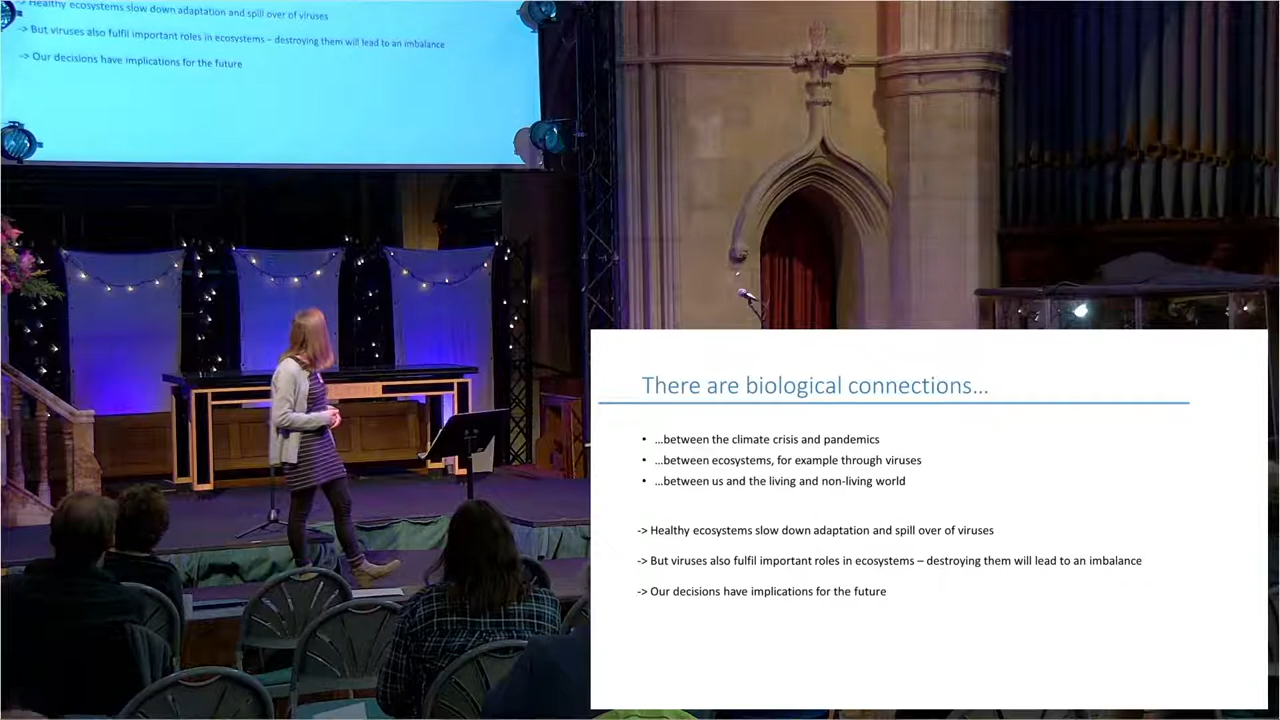 -> Healthy ecosystems slow down adaptation and spill over of viruses
-> But viruses also fulfil important roles in ecosystems – destroying them will lead to an imbalance
-> Our decisions have implications for the future
There are biological connections...
• ...between the climate crisis and pandemics
• ...between ecosystems, for example through viruses
• ...between us and the living and non-living world
-> Healthy ecosystems slow down adaptation and spill over of viruses
-> But viruses also fulfil important roles in ecosystems – destroying them will lead to an imbalance
-> Our decisions have implications for the future